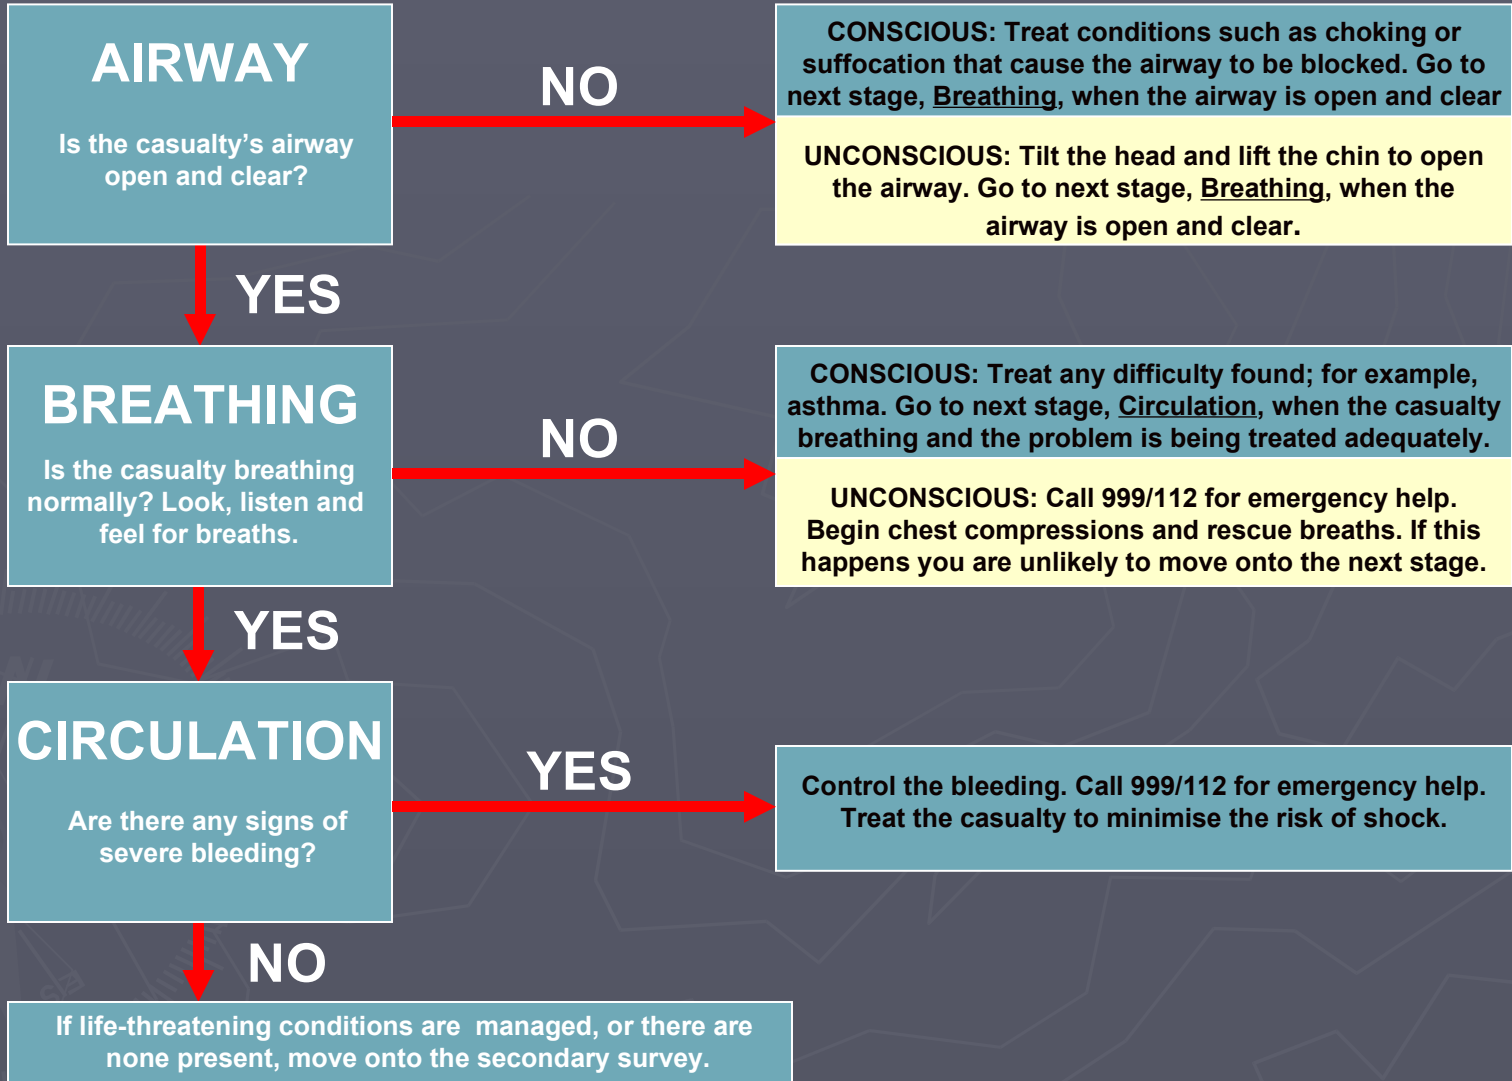 AIRWAY
Is the casualty’s airway
open and clear?
NO
CONSCIOUS: Treat conditions such as choking or
suffocation that cause the airway to be blocked. Go to
next stage, Breathing, when the airway is open and clear
UNCONSCIOUS: Tilt the head and lift the chin to open
the airway. Go to next stage, Breathing, when the
airway is open and clear.
YES
BREATHING
Is the casualty breathing
normally? Look, listen and
feel for breaths.
NO
CONSCIOUS: Treat any difficulty found; for example,
asthma. Go to next stage, Circulation, when the casualty
breathing and the problem is being treated adequately.
UNCONSCIOUS: Call 999/112 for emergency help.
Begin chest compressions and rescue breaths. If this
happens you are unlikely to move onto the next stage.
YES
CIRCULATION
Are there any signs of
severe bleeding?
YES
Control the bleeding. Call 999/112 for emergency help.
Treat the casualty to minimise the risk of shock.
NO
If life-threatening conditions are managed, or there are
none present, move onto the secondary survey.